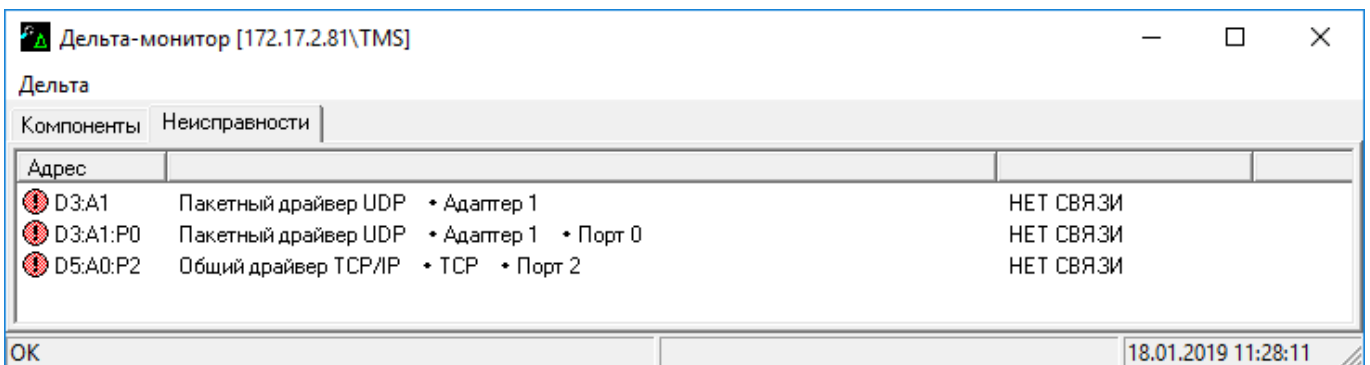 Дельта-монитор [172.17.2.81\TMS]
Дельта
Компоненты Неисправности
Адрес
D3:A1 Пакетный драйвер UDP • Адаптер 1 НЕТ СВЯЗИ
D3:A1:P0 Пакетный драйвер UDP • Адаптер 1 • Порт 0 НЕТ СВЯЗИ
D5:A0:P2 Общий драйвер TCP/IP • TCP • Порт 2 НЕТ СВЯЗИ
OK 18.01.2019 11:28:11